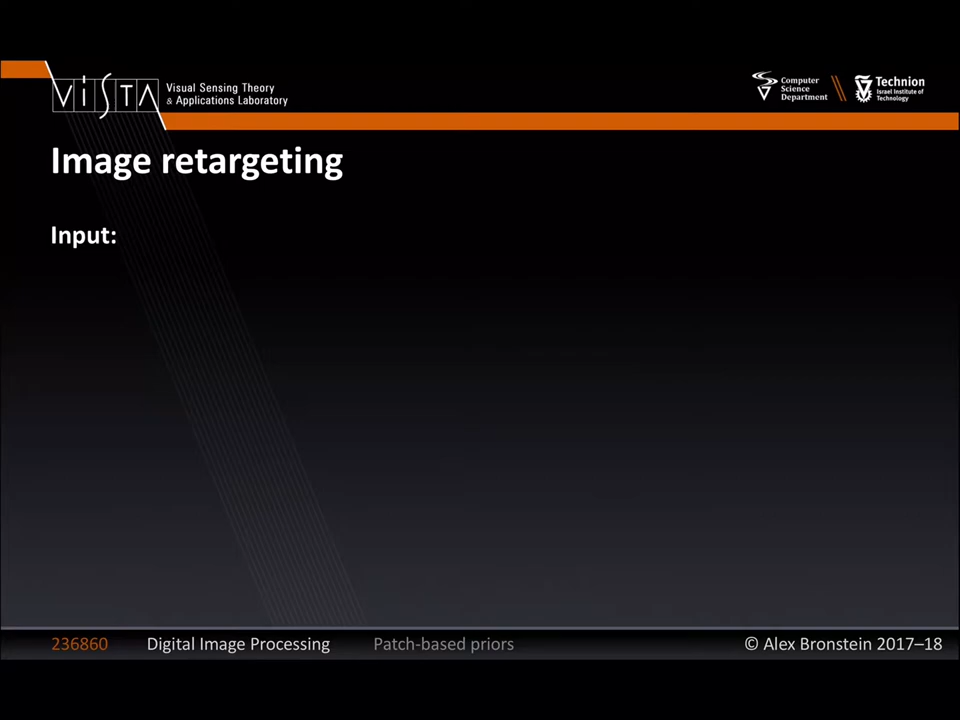 VISTA
Visual Sensing Theory
& Applications Laboratory
Computer
Science
Department
Technion
Israel Institute of
Technology
Image retargeting
Input:
236860 Digital Image Processing Patch-based priors © Alex Bronstein 2017–18